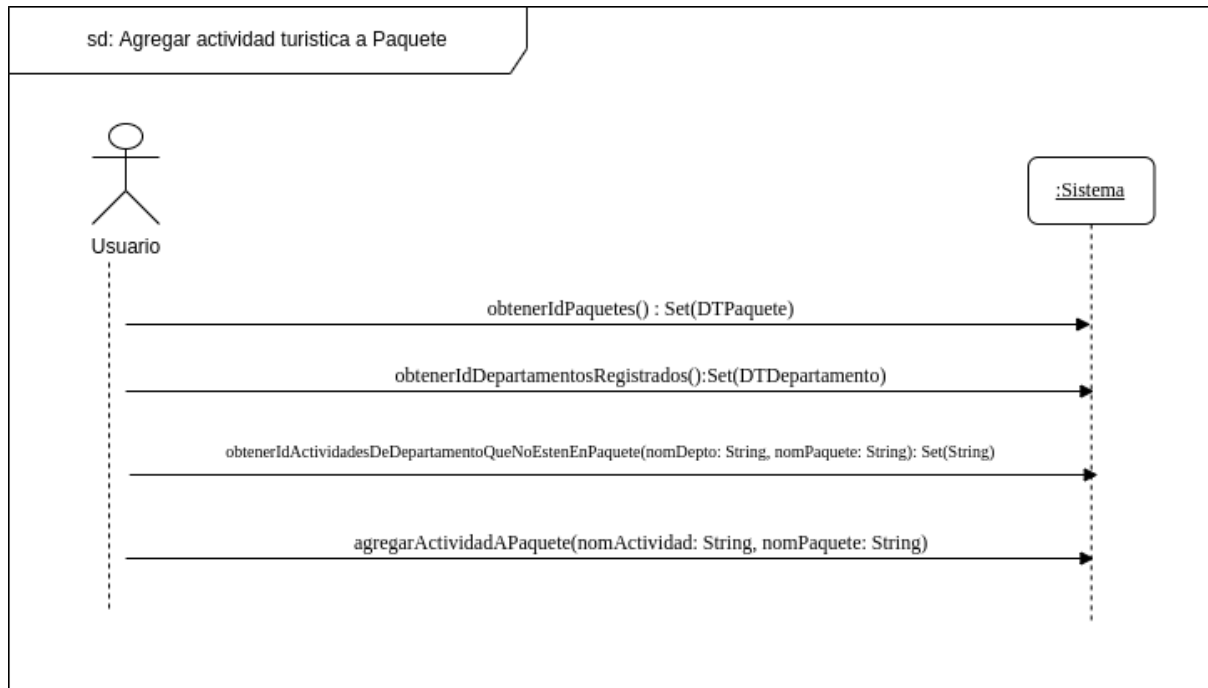 sd: Agregar actividad turistica a Paquete
:Sistema
Usuario
obtenerIdPaquetes() : Set(DTPaquete)
obtenerIdDepartamentosRegistrados():Set(DTDepartamento)
obtenerIdActividadesDeDepartamentoQueNoEstenEnPaquete(nomDepto: String, nomPaquete: String): Set(String)
agregarActividadAPaquete(nomActividad: String, nomPaquete: String)